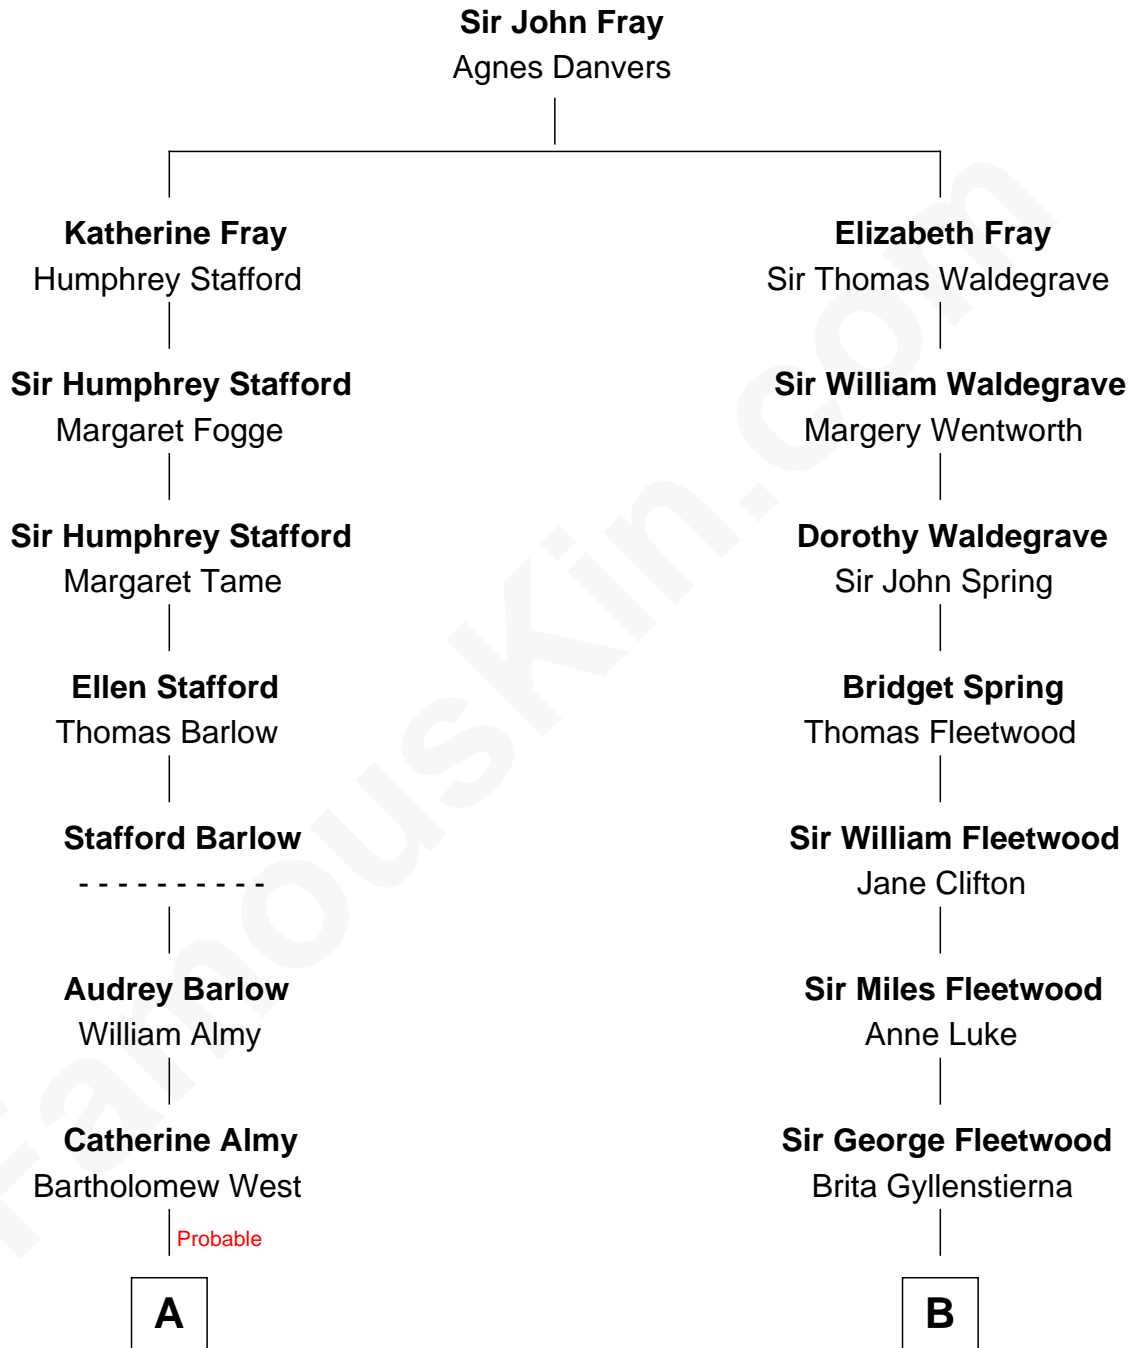 Sir John Fray
Agnes Danvers
Katherine Fray
Humphrey Stafford
Elizabeth Fray
Sir Thomas Waldegrave
Sir Humphrey Stafford
Margaret Fogge
Sir William Waldegrave
Margery Wentworth
Sir Humphrey Stafford
Margaret Tame
Dorothy Waldegrave
Sir John Spring
Ellen Stafford
Thomas Barlow
Bridget Spring
Thomas Fleetwood
Stafford Barlow
- - - - - - - - - -
Sir William Fleetwood
Jane Clifton
Audrey Barlow
William Almy
Sir Miles Fleetwood
Anne Luke
Catherine Almy
Bartholomew West
Sir George Fleetwood
Brita Gyllenstierna
Probable
A
B
FamousKin.com